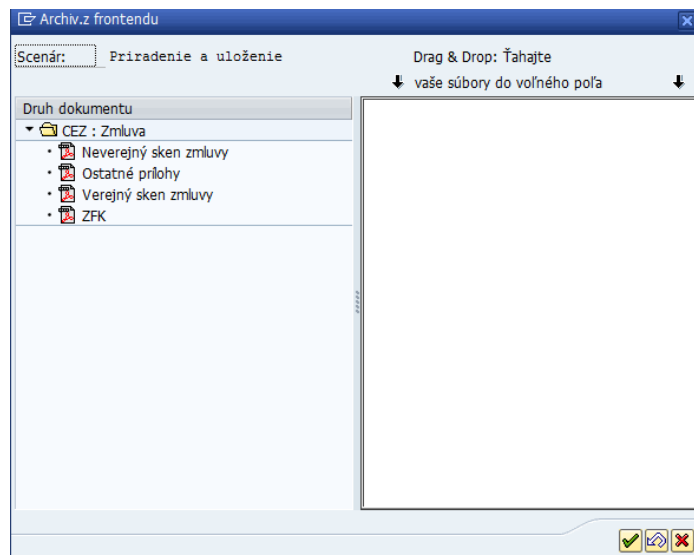 Archiv.z frontendu
Scenár: Priradenie a uloženie
Drag & Drop: Ťahajte
vaše súbory do voľného poľa
Druh dokumentu
CEZ : Zmluva
Neverejný sken zmluvy
Ostatné prílohy
Verejný sken zmluvy
ZFK